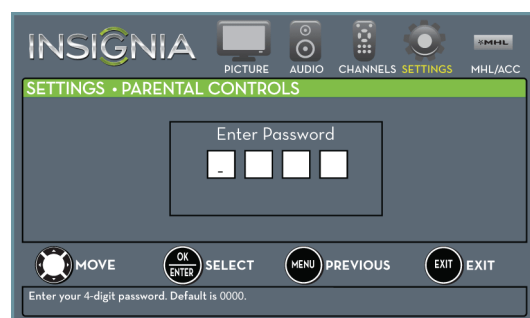 INSIGNIA
PICTURE AUDIO CHANNELS SETTINGS MHL/ACC
MHL
SETTINGS • PARENTAL CONTROLS
Enter Password
_
MOVE OK ENTER SELECT MENU PREVIOUS EXIT EXIT
Enter your 4-digit password. Default is 0000.